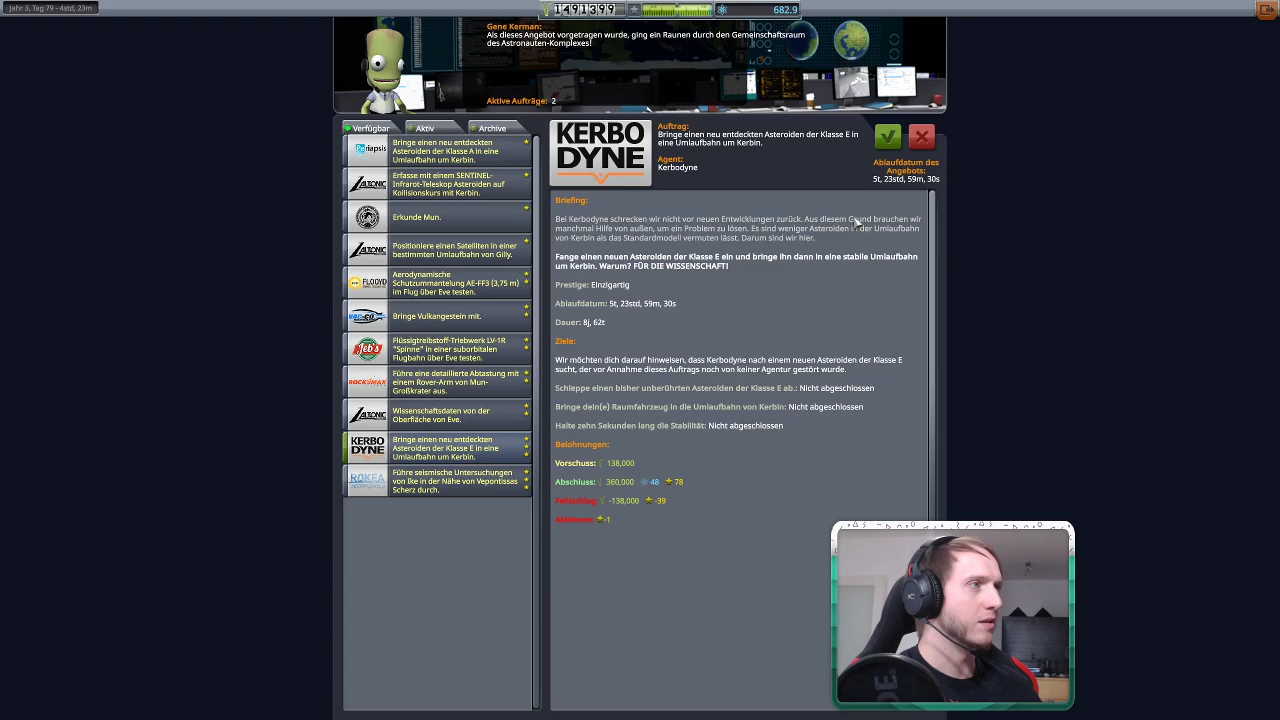 Jahr 3, Tag 79 - 4std, 23m
1491399
682.9
Gene Kerman:
Als dieses Angebot vorgetragen wurde, ging ein Raunen durch den Gemeinschaftsraum
des Astronauten-Komplexes!
Aktive Aufträge: 2
Verfügbar
Aktiv
Archive
Periapsis
Bringe einen neu entdeckten
Asteroiden der Klasse A in eine
Umlaufbahn um Kerbin.
Erfasse mit einem SENTINEL-
Infrarot-Teleskop Asteroiden auf
Kollisionskurs mit Kerbin.
Erkunde Mun.
Positioniere einen Satelliten in einer
bestimmten Umlaufbahn von Gilly.
FLOOYD
Aerodynamische
Schutzummantelung AE-FF3 (3,75 m)
im Flug über Eve testen.
Bringe Vulkangestein mit.
Jeb's
Flüssigtreibstoff-Triebwerk LV-1R
"Spinne" in einer suborbitalen
Flugbahn über Eve testen.
ROCKOMAX
Führe eine detaillierte Abtastung mit
einem Rover-Arm von Mun-
Großkrater aus.
Wissenschaftsdaten von der
Oberfläche von Eve.
KERBO
DYNE
Bringe einen neu entdeckten
Asteroiden der Klasse E in eine
Umlaufbahn um Kerbin.
ROKEA
Führe seismische Untersuchungen
von Ike in der Nähe von Vepontissas
Scherz durch.
KERBO
DYNE
Auftrag:
Bringe einen neu entdeckten Asteroiden der Klasse E in
eine Umlaufbahn um Kerbin.
Agent:
Kerbodyne
Ablaufdatum des
Angebots:
5t, 23std, 59m, 30s
Briefing:
Bei Kerbodyne schrecken wir nicht vor neuen Entwicklungen zurück. Aus diesem Grund brauchen wir
manchmal Hilfe von außen, um ein Problem zu lösen. Es sind weniger Asteroiden in der Umlaufbahn
von Kerbin als das Standardmodell vermuten lässt. Darum sind wir hier.
Fange einen neuen Asteroiden der Klasse E ein und bringe ihn dann in eine stabile Umlaufbahn
um Kerbin. Warum? FÜR DIE WISSENSCHAFT!
Prestige: Einzigartig
Ablaufdatum: 5t, 23std, 59m, 30s
Dauer: 8j, 62t
Ziele:
Wir möchten dich darauf hinweisen, dass Kerbodyne nach einem neuen Asteroiden der Klasse E
sucht, der vor Annahme dieses Auftrags noch von keiner Agentur gestört wurde.
Schleppe einen bisher unberührten Asteroiden der Klasse E ab.: Nicht abgeschlossen
Bringe dein(e) Raumfahrzeug in die Umlaufbahn von Kerbin: Nicht abgeschlossen
Halte zehn Sekunden lang die Stabilität: Nicht abgeschlossen
Belohnungen:
Vorschuss: 138,000
Abschluss: 360,000 48 78
Fehlschlag: -138,000 -39
Ablehnen: -1